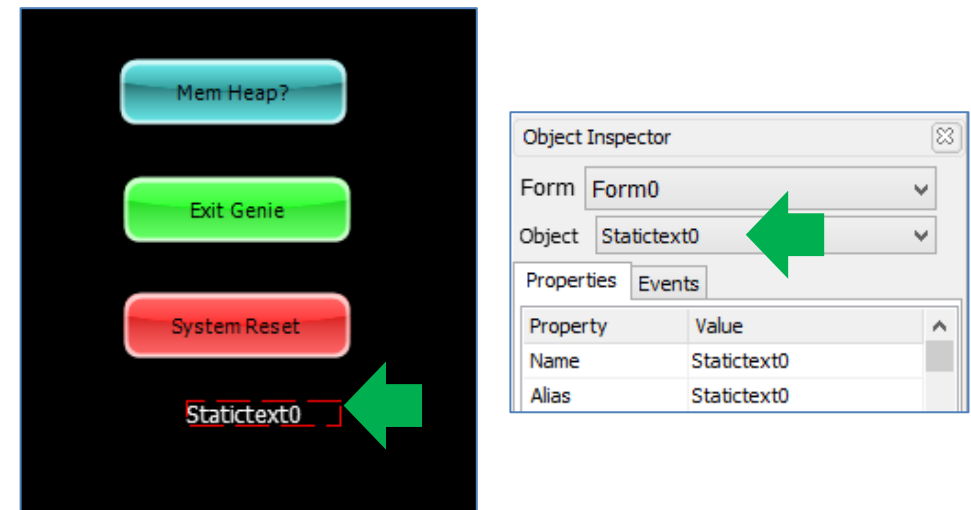 Mem Heap?
Exit Genie
System Reset
Statictext0
Object Inspector
Form Form0
Object Statictext0
Properties Events
Property Value
Name Statictext0
Alias Statictext0